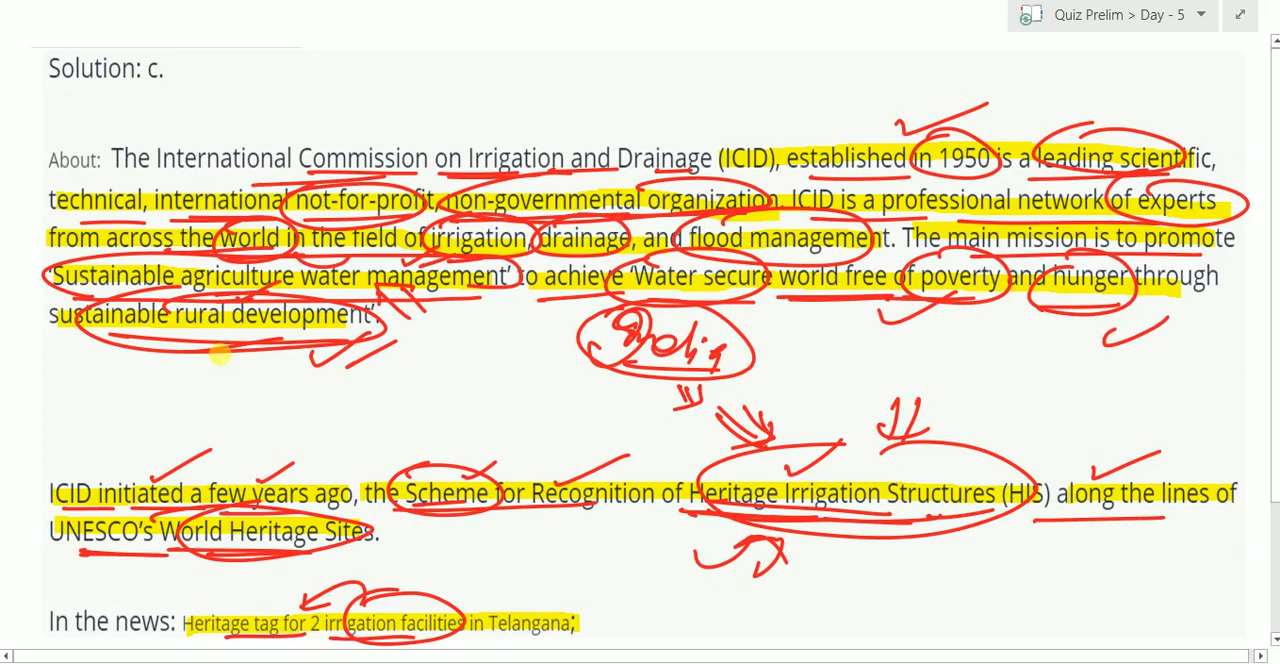 Quiz Prelim > Day - 5
Solution: c.
About: The International Commission on Irrigation and Drainage (ICID), established in 1950 is a leading scientific,
technical, international not-for-profit, non-governmental organization. ICID is a professional network of experts
from across the world in the field of irrigation, drainage, and flood management. The main mission is to promote
‘Sustainable agriculture water management’ to achieve ‘Water secure world free of poverty and hunger through
sustainable rural development’.
ICID initiated a few years ago, the Scheme for Recognition of Heritage Irrigation Structures (HIS) along the lines of
UNESCO’s World Heritage Sites.
In the news: Heritage tag for 2 irrigation facilities in Telangana;